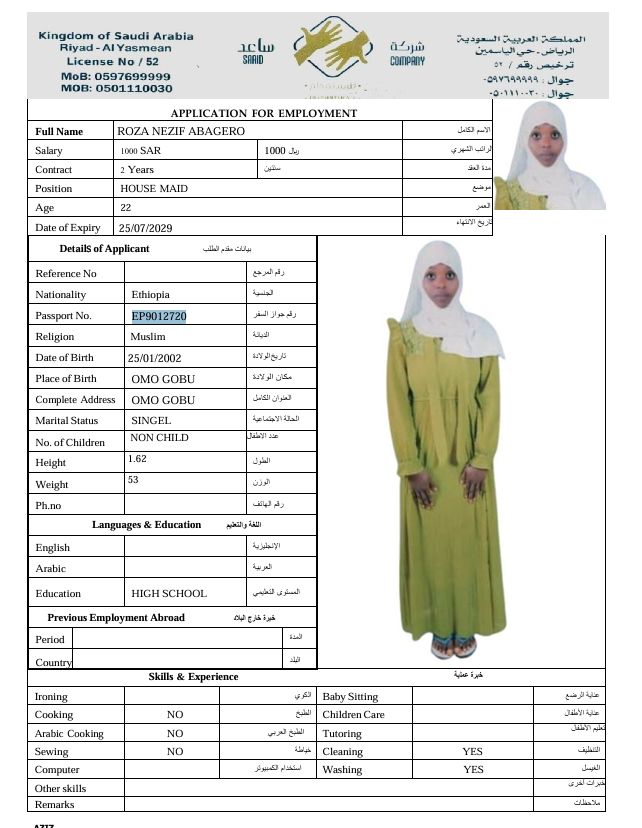 Kingdom of Saudi Arabia
Riyad - Al Yasmean
License No / 52
MoB: 0597699999
MOB: 0501110030
ساعد
SAAID
شركة
COMPANY
المملكة العربية السعودية
الرياض - حي الياسمين
ترخيص رقم / ٥٢
جوال : ٠٥٩٧٦٩٩٩٩٩
جوال : ٠٥٠١١١٠٠٣٠
APPLICATION FOR EMPLOYMENT
Full Name ROZA NEZIF ABAGERO الاسم الكامل
Salary 1000 SAR 1000 ريال الراتب الشهري
Contract 2 Years سنتين مدة العقد
Position HOUSE MAID موضع
Age 22 العمر
Date of Expiry 25/07/2029 تاريخ الانتهاء
Details of Applicant بيانات مقدم الطلب
Reference No رقم المرجع
Nationality Ethiopia الجنسية
Passport No. EP9012720 رقم جواز السفر
Religion Muslim الديانة
Date of Birth 25/01/2002 تاريخ الولادة
Place of Birth OMO GOBU مكان الولادة
Complete Address OMO GOBU العنوان الكامل
Marital Status SINGEL الحالة الاجتماعية
No. of Children NON CHILD عدد الاطفال
Height 1.62 الطول
Weight 53 الوزن
Ph.no رقم الهاتف
Languages & Education اللغة والتعليم
English الإنجليزية
Arabic العربية
Education HIGH SCHOOL المستوى التعليمي
Previous Employment Abroad خبرة خارج البلاد
Period المدة
Country البلد
Skills & Experience خبرة عملية
Ironing الكوي Baby Sitting عناية الرضع
Cooking NO الطبخ Children Care عناية الأطفال
Arabic Cooking NO الطبخ العربي Tutoring تعليم الأطفال
Sewing NO خياطة Cleaning YES التنظيف
Computer استخدام الكمبيوتر Washing YES الغسيل
Other skills خبرات أخرى
Remarks ملاحظات
AZIZ